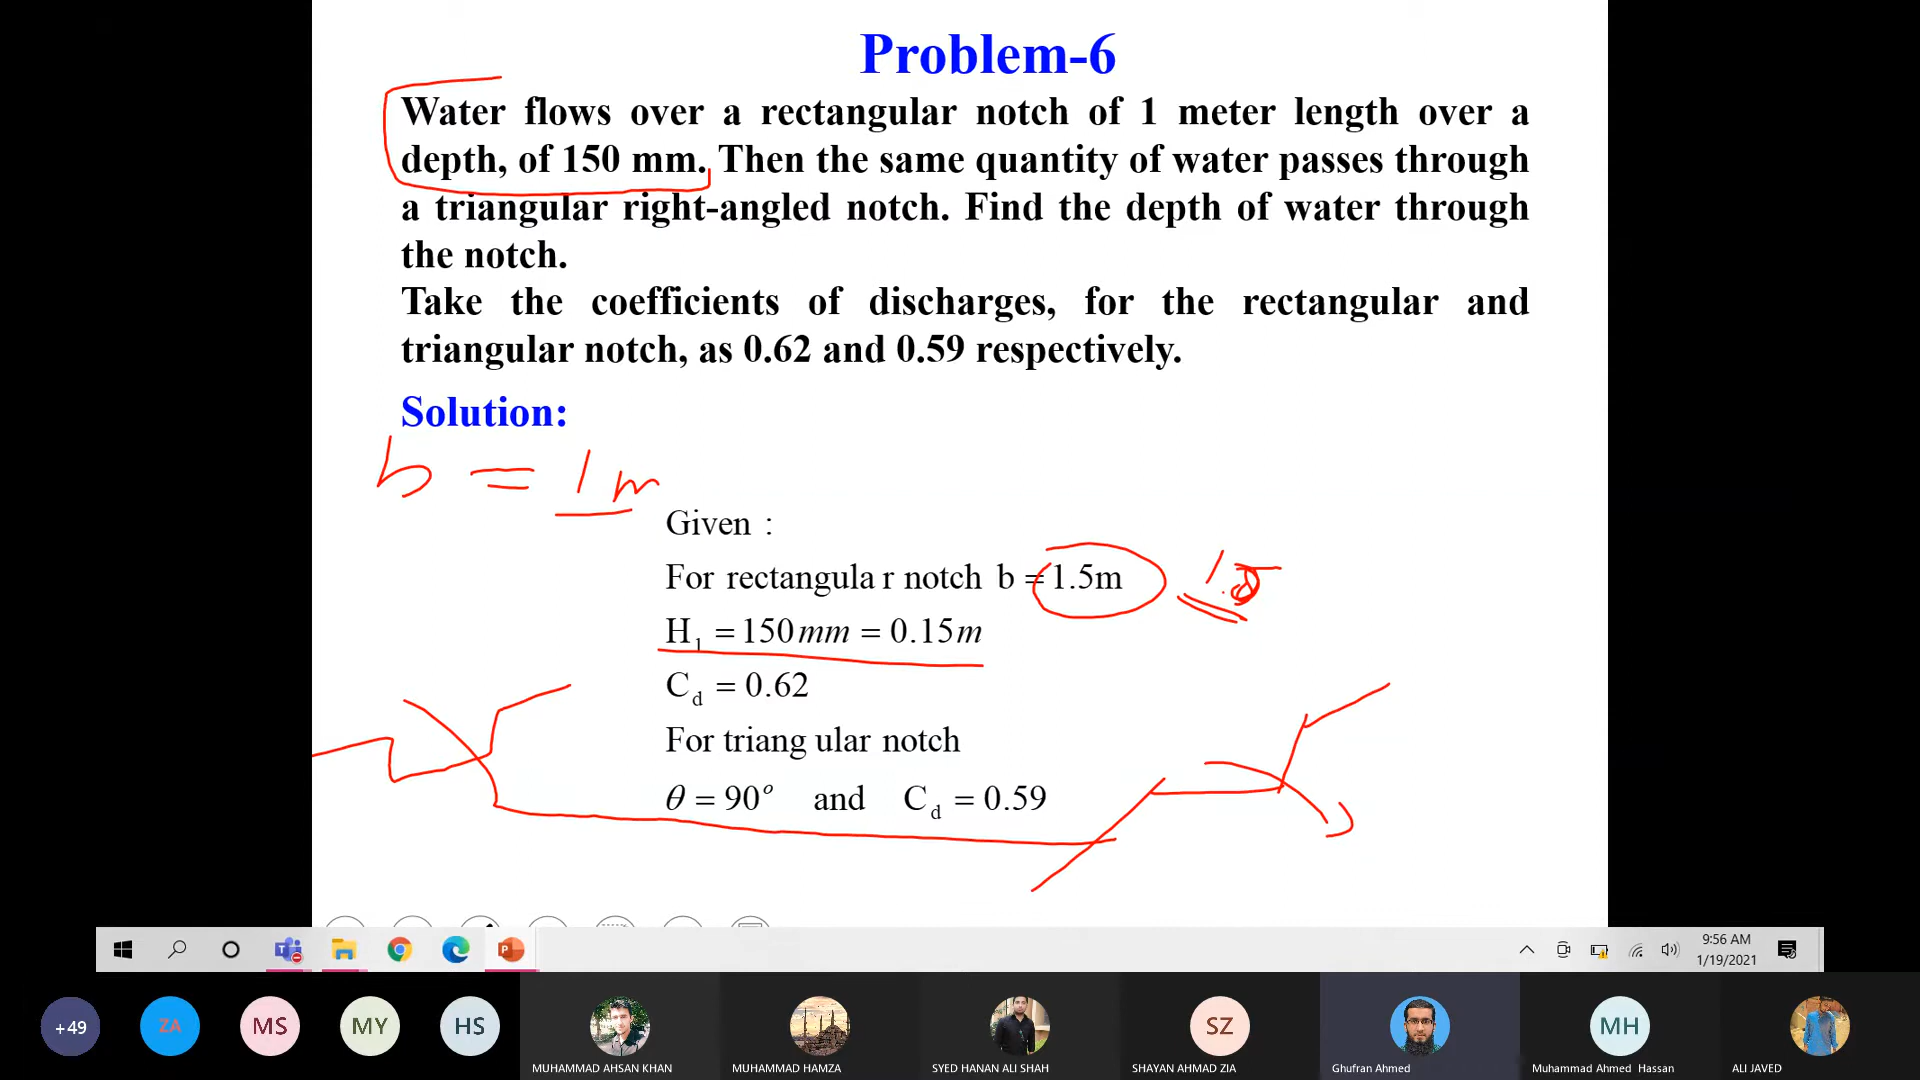 Problem-6
Water flows over a rectangular notch of 1 meter length over a
depth, of 150 mm. Then the same quantity of water passes through
a triangular right-angled notch. Find the depth of water through
the notch.
Take the coefficients of discharges, for the rectangular and
triangular notch, as 0.62 and 0.59 respectively.
Solution:
b = 1 m
Given :
For rectangula r notch b = 1.5m
H₁ = 150 mm = 0.15 m
C_d = 0.62
For triang ular notch
θ = 90° and C_d = 0.59
9:56 AM
1/19/2021
+49
ZA
MS
MY
HS
SZ
MH
MUHAMMAD AHSAN KHAN
MUHAMMAD HAMZA
SYED HANAN ALI SHAH
SHAYAN AHMAD ZIA
Ghufran Ahmed
Muhammad Ahmed Hassan
ALI JAVED